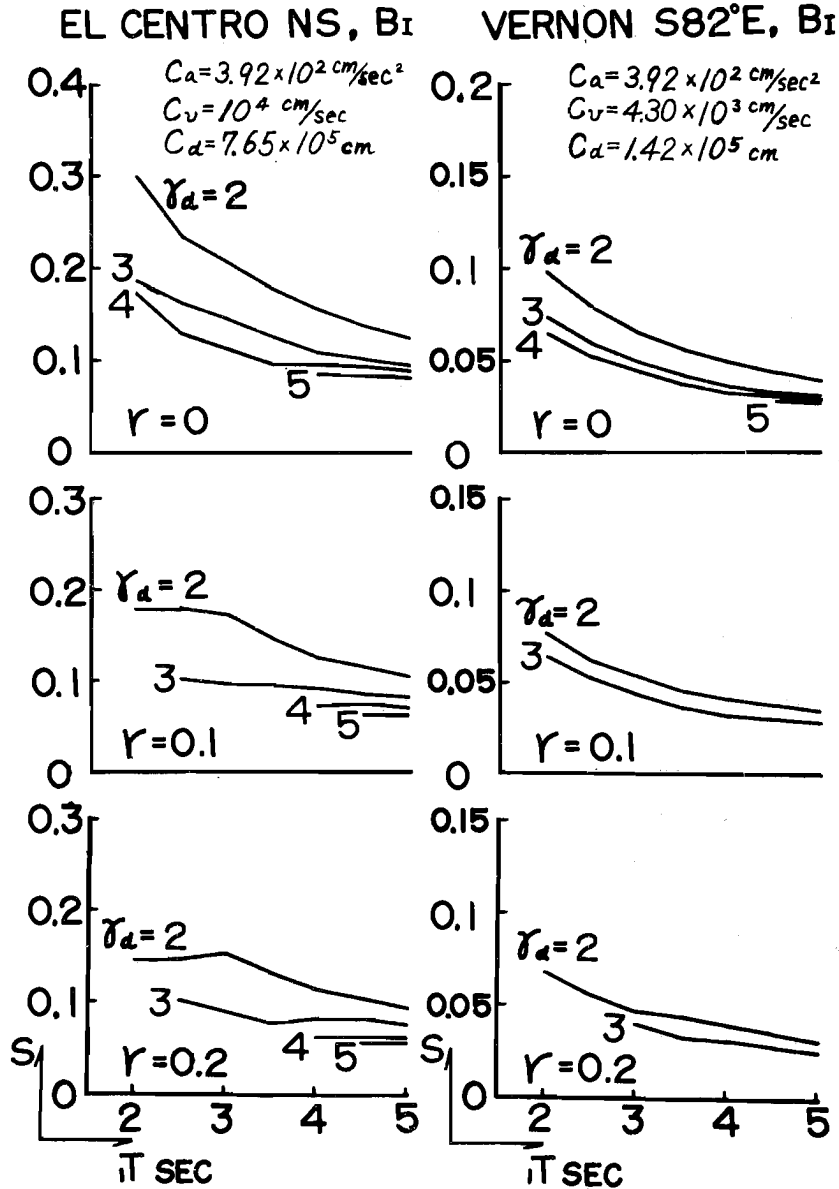 EL CENTRO NS, BI
Ca=3.92×10² cm/sec²
Cv=10⁴ cm/sec
Cd=7.65×10⁵ cm
0.4
0.3
0.2
0.1
0
γd=2
3
4
5
r=0
VERNON S82°E, BI
Ca=3.92×10² cm/sec²
Cv=4.30×10³ cm/sec
Cd=1.42×10⁵ cm
0.2
0.15
0.1
0.05
0
γd=2
3
4
5
r=0
0.3
0.2
0.1
0
γd=2
3
4
5
r=0.1
0.15
0.1
0.05
0
γd=2
3
r=0.1
0.3
0.2
0.1
0
γd=2
3
4
5
r=0.2
S
2 3 4 5
1T SEC
0.15
0.1
0.05
0
γd=2
3
r=0.2
S
2 3 4 5
1T SEC